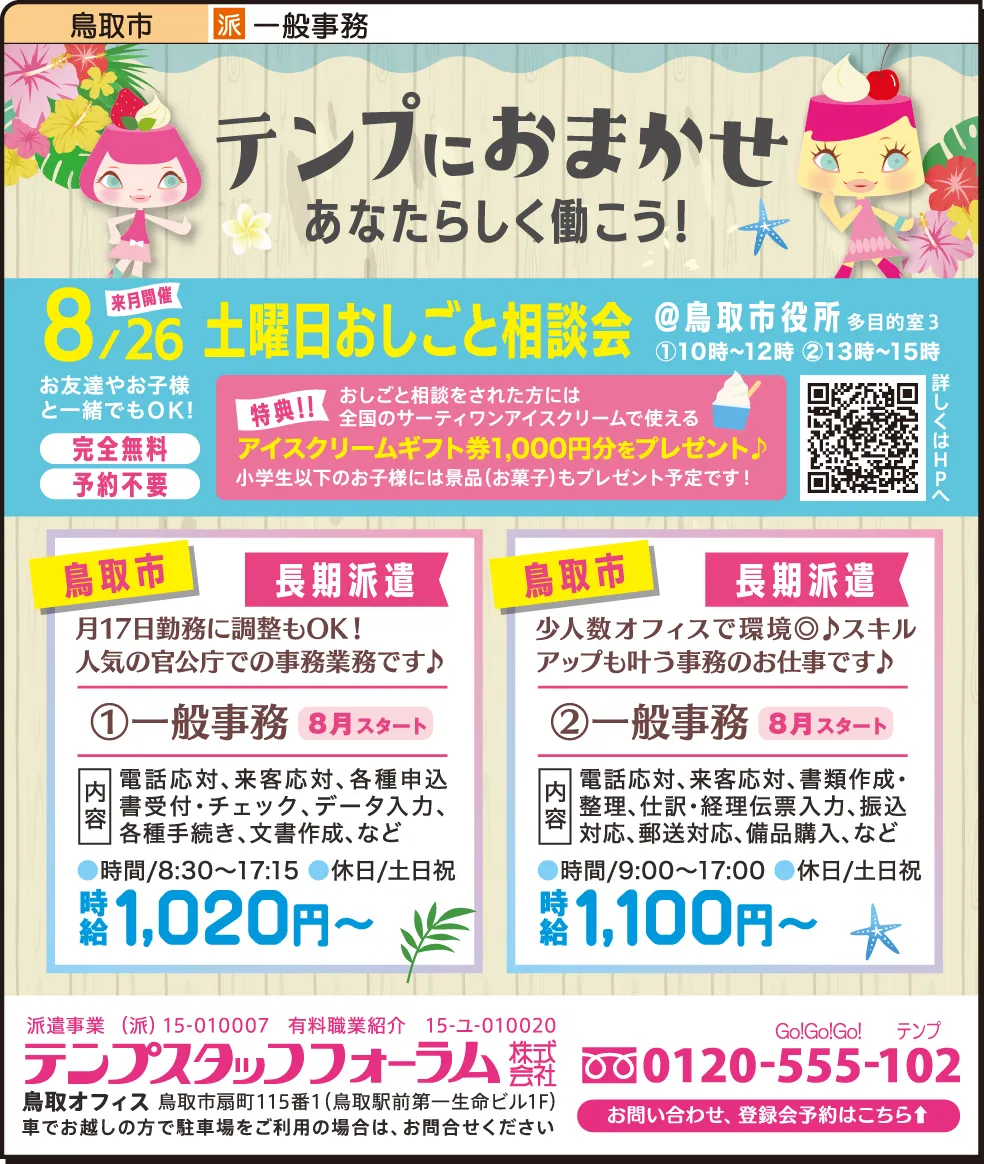 鳥取市 派 一般事務
テンプにおまかせ
あなたらしく働こう!
8/26 来月開催 土曜日おしごと相談会 @鳥取市役所 多目的室3
①10時~12時 ②13時~15時
お友達やお子様
と一緒でもOK!
完全無料
予約不要
特典!!
おしごと相談をされた方には
全国のサーティワンアイスクリームで使える
アイスクリームギフト券1,000円分をプレゼント♪
小学生以下のお子様には景品(お菓子)もプレゼント予定です!
詳しくはHPへ
鳥取市 長期派遣
月17日勤務に調整もOK!
人気の官公庁での事務業務です♪
①一般事務 8月スタート
内容
電話応対、来客応対、各種申込
書受付・チェック、データ入力、
各種手続き、文書作成、など
●時間/8:30～17:15 ●休日/土日祝
時給1,020円～
鳥取市 長期派遣
少人数オフィスで環境◎♪スキル
アップも叶う事務のお仕事です♪
②一般事務 8月スタート
内容
電話応対、来客応対、書類作成・
整理、仕訳・経理伝票入力、振込
対応、郵送対応、備品購入、など
●時間/9:00～17:00 ●休日/土日祝
時給1,100円～
派遣事業 (派)15-010007 有料職業紹介 15-ユ-010020
テンプスタッフフォーラム株式会社
鳥取オフィス 鳥取市扇町115番1(鳥取駅前第一生命ビル1F)
車でお越しの方で駐車場をご利用の場合は、お問合せください
Go!Go!Go! テンプ
0120-555-102
お問い合わせ、登録会予約はこちら⬆